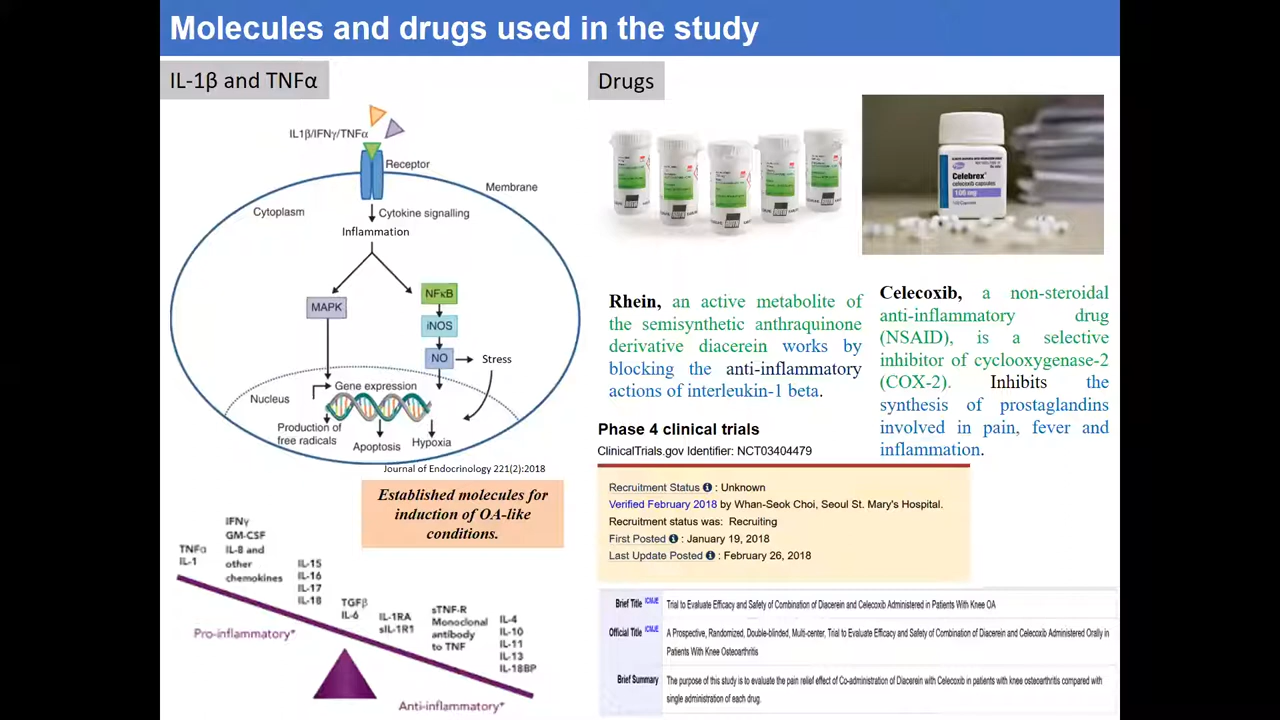 Molecules and drugs used in the study
IL-1β and TNFα
IL1β/IFNγ/TNFα
Receptor
Membrane
Cytoplasm
Cytokine signalling
Inflammation
MAPK
NFκB
iNOS
NO
Stress
Nucleus
Gene expression
Production of
free radicals
Apoptosis
Hypoxia
Journal of Endocrinology 221(2):2018
Established molecules for
induction of OA-like
conditions.
TNFα
IL-1
IFNγ
GM-CSF
IL-8 and
other
chemokines
IL-15
IL-16
IL-17
IL-18
TGFβ
IL-6
IL-1RA
sIL-1R1
sTNF-R
Monoclonal
antibody
to TNF
IL-4
IL-10
IL-11
IL-13
IL-18BP
Pro-inflammatory*
Anti-inflammatory*
Drugs
Celebrex
celecoxib capsules
100 mg
Rhein, an active metabolite of
the semisynthetic anthraquinone
derivative diacerein works by
blocking the anti-inflammatory
actions of interleukin-1 beta.
Celecoxib, a non-steroidal
anti-inflammatory drug
(NSAID), is a selective
inhibitor of cyclooxygenase-2
(COX-2). Inhibits the
synthesis of prostaglandins
involved in pain, fever and
inflammation.
Phase 4 clinical trials
ClinicalTrials.gov Identifier: NCT03404479
Recruitment Status : Unknown
Verified February 2018 by Whan-Seok Choi, Seoul St. Mary's Hospital.
Recruitment status was: Recruiting
First Posted : January 19, 2018
Last Update Posted : February 26, 2018
Brief Title ICMJE Trial to Evaluate Efficacy and Safety of Combination of Diacerein and Celecoxib Administered in Patients With Knee OA
Official Title ICMJE A Prospective, Randomized, Double-blinded, Multi-center, Trial to Evaluate Efficacy and Safety of Combination of Diacerein and Celecoxib Administered Orally in
Patients With Knee Osteoarthritis
Brief Summary The purpose of this study is to evaluate the pain relief effect of Co-administration of Diacerein with Celecoxib in patients with knee osteoarthritis compared with
single administration of each drug.